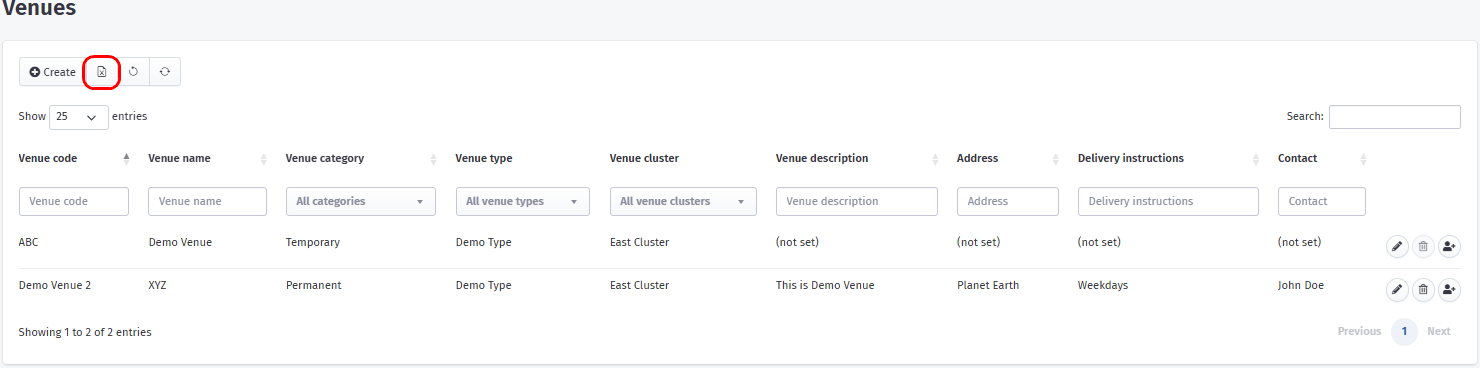 Venues
Create
Show 25 entries Search:
Venue code Venue name Venue category Venue type Venue cluster Venue description Address Delivery instructions Contact
Venue code Venue name All categories All venue types All venue clusters Venue description Address Delivery instructions Contact
ABC Demo Venue Temporary Demo Type East Cluster (not set) (not set) (not set) (not set)
Demo Venue 2 XYZ Permanent Demo Type East Cluster This is Demo Venue Planet Earth Weekdays John Doe
Showing 1 to 2 of 2 entries Previous 1 Next